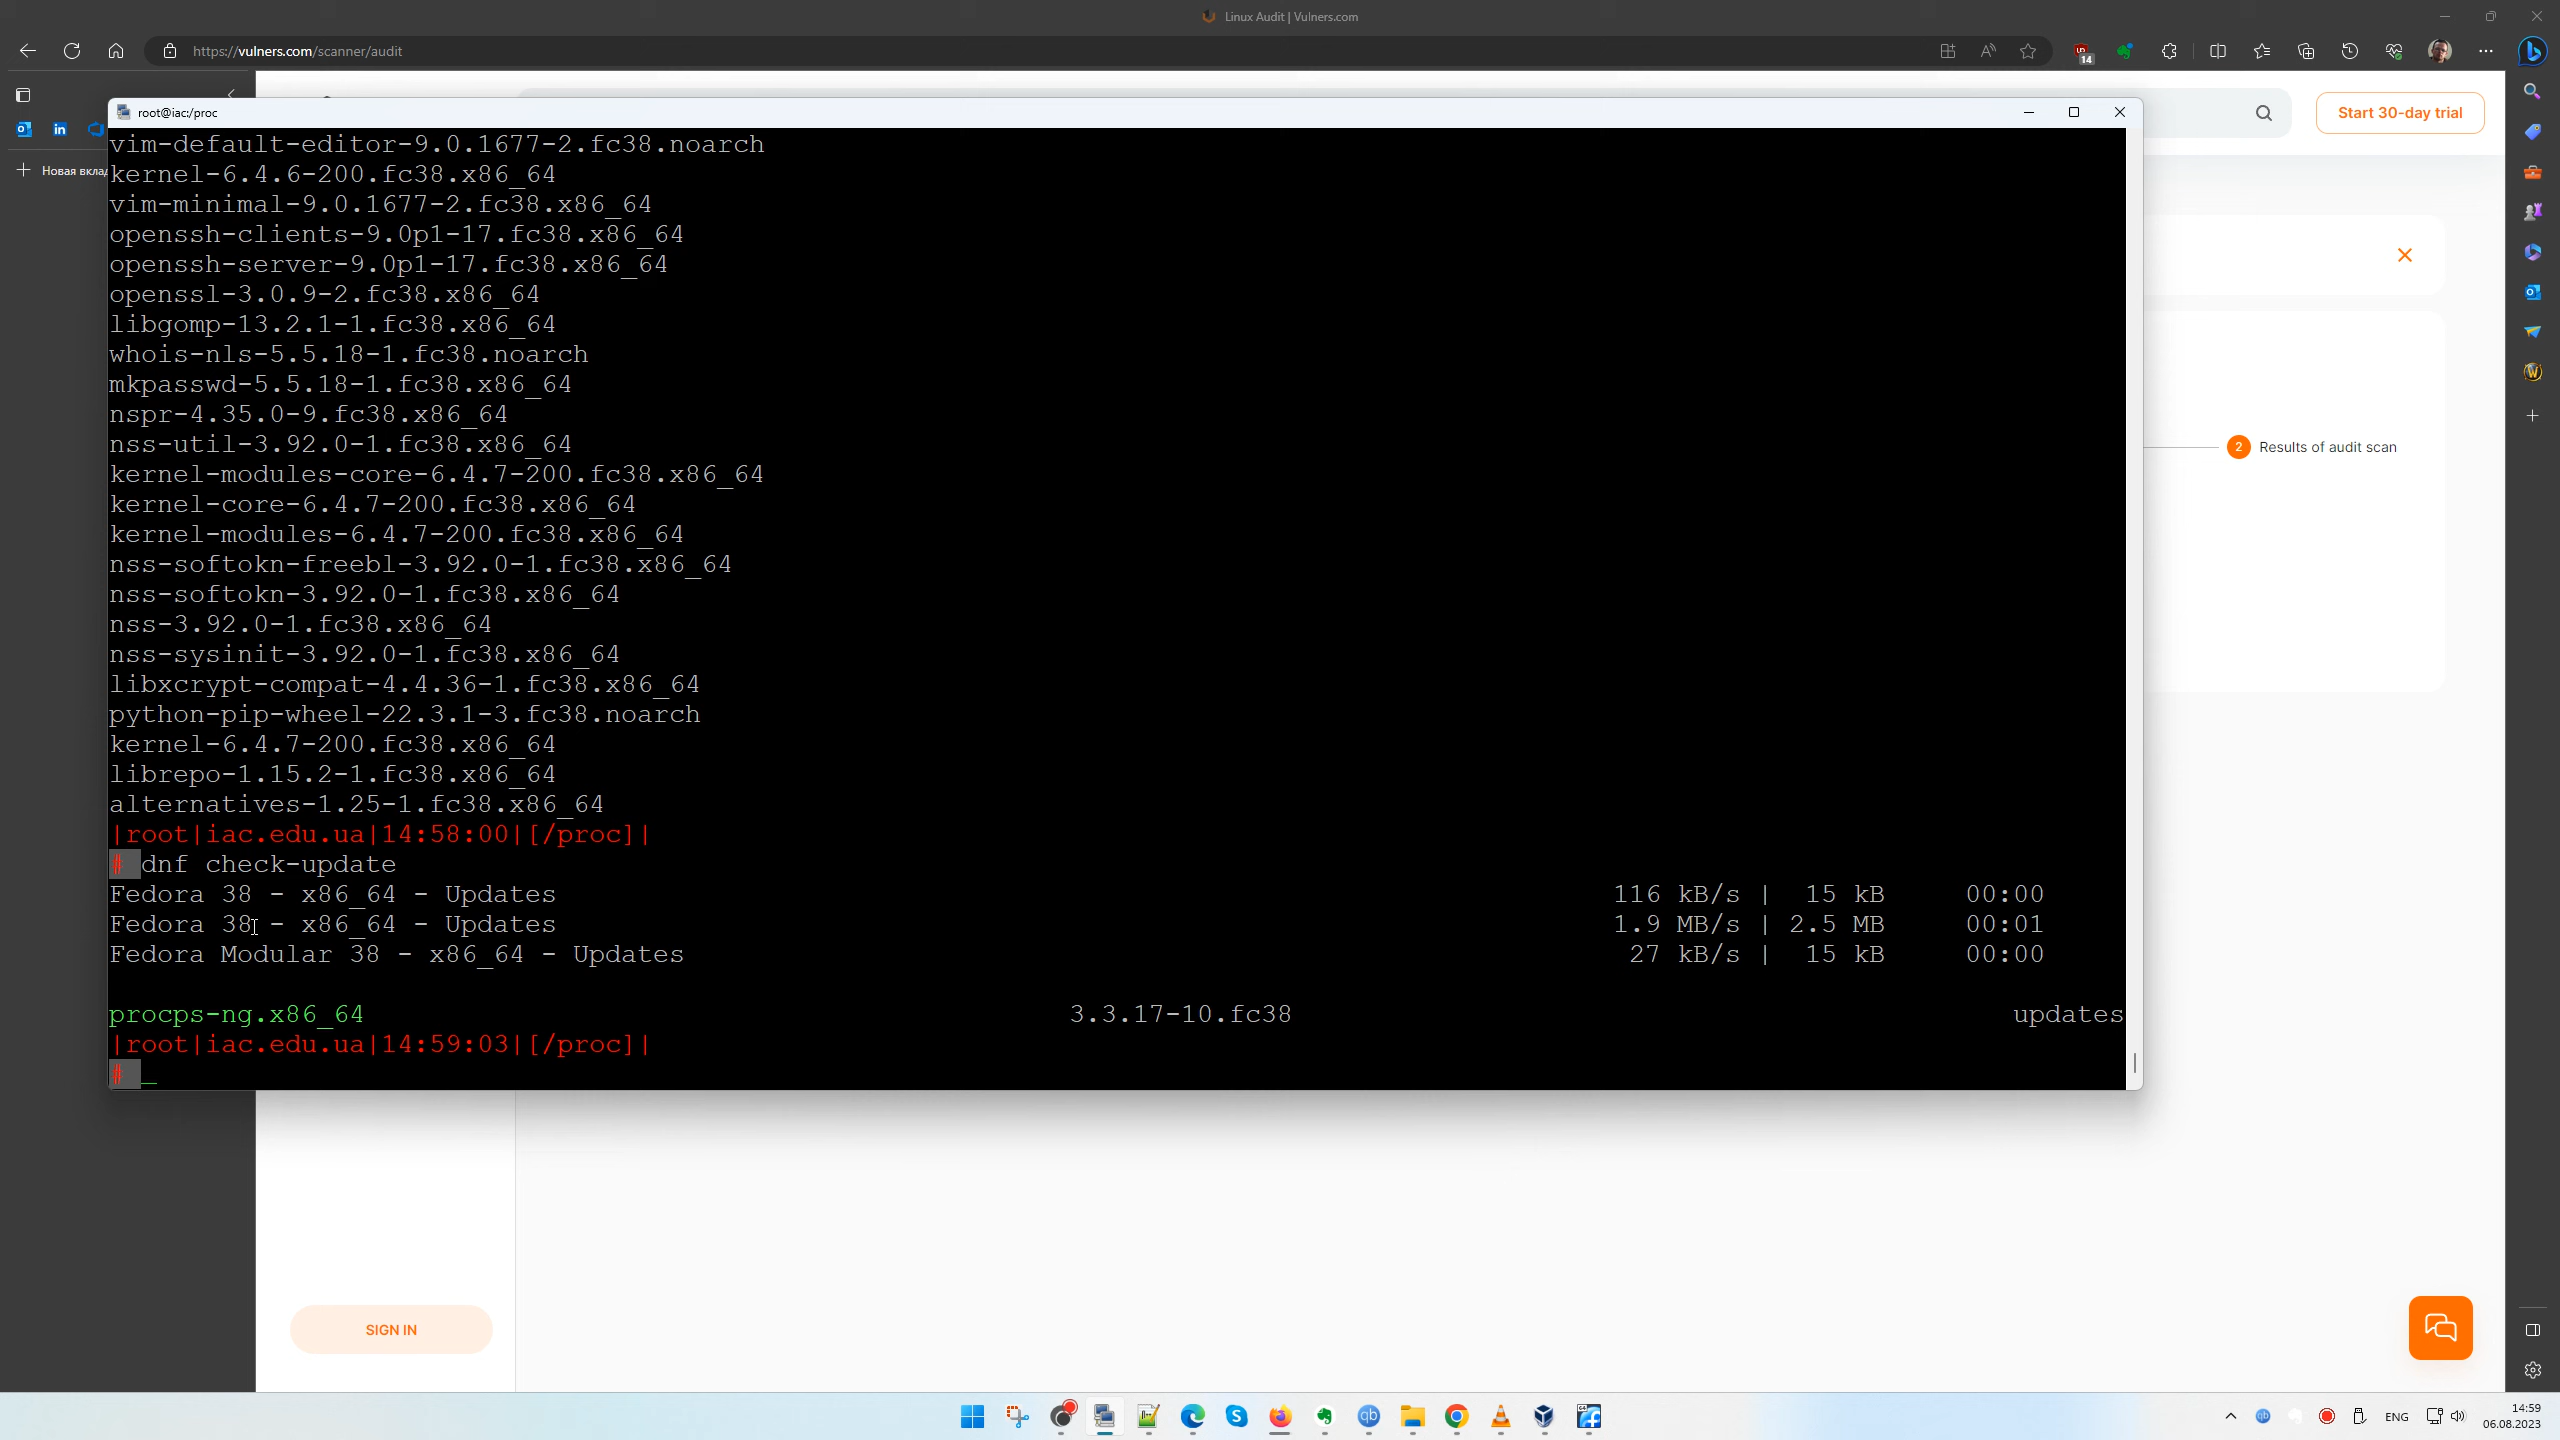 Linux Audit | Vulners.com
https://vulners.com/scanner/audit
14
Start 30-day trial
root@iac:/proc
Новая вклад
vim-default-editor-9.0.1677-2.fc38.noarch
kernel-6.4.6-200.fc38.x86_64
vim-minimal-9.0.1677-2.fc38.x86_64
openssh-clients-9.0p1-17.fc38.x86_64
openssh-server-9.0p1-17.fc38.x86_64
openssl-3.0.9-2.fc38.x86_64
libgomp-13.2.1-1.fc38.x86_64
whois-nls-5.5.18-1.fc38.noarch
mkpasswd-5.5.18-1.fc38.x86_64
nspr-4.35.0-9.fc38.x86_64
nss-util-3.92.0-1.fc38.x86_64
2 Results of audit scan
kernel-modules-core-6.4.7-200.fc38.x86_64
kernel-core-6.4.7-200.fc38.x86_64
kernel-modules-6.4.7-200.fc38.x86_64
nss-softokn-freebl-3.92.0-1.fc38.x86_64
nss-softokn-3.92.0-1.fc38.x86_64
nss-3.92.0-1.fc38.x86_64
nss-sysinit-3.92.0-1.fc38.x86_64
libxcrypt-compat-4.4.36-1.fc38.x86_64
python-pip-wheel-22.3.1-3.fc38.noarch
kernel-6.4.7-200.fc38.x86_64
librepo-1.15.2-1.fc38.x86_64
alternatives-1.25-1.fc38.x86_64
|root|iac.edu.ua|14:58:00|[/proc]|
# dnf check-update
Fedora 38 - x86_64 - Updates 116 kB/s | 15 kB 00:00
Fedora 38 - x86_64 - Updates 1.9 MB/s | 2.5 MB 00:01
Fedora Modular 38 - x86_64 - Updates 27 kB/s | 15 kB 00:00
procps-ng.x86_64 3.3.17-10.fc38 updates
|root|iac.edu.ua|14:59:03|[/proc]|
# _
SIGN IN
ENG
14:59
06.08.2023